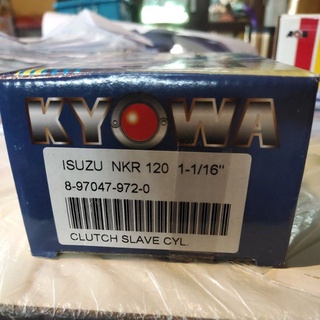 KYOWA
ISUZU NKR 120 1-1/16"
8-97047-972-0
CLUTCH SLAVE CYL.